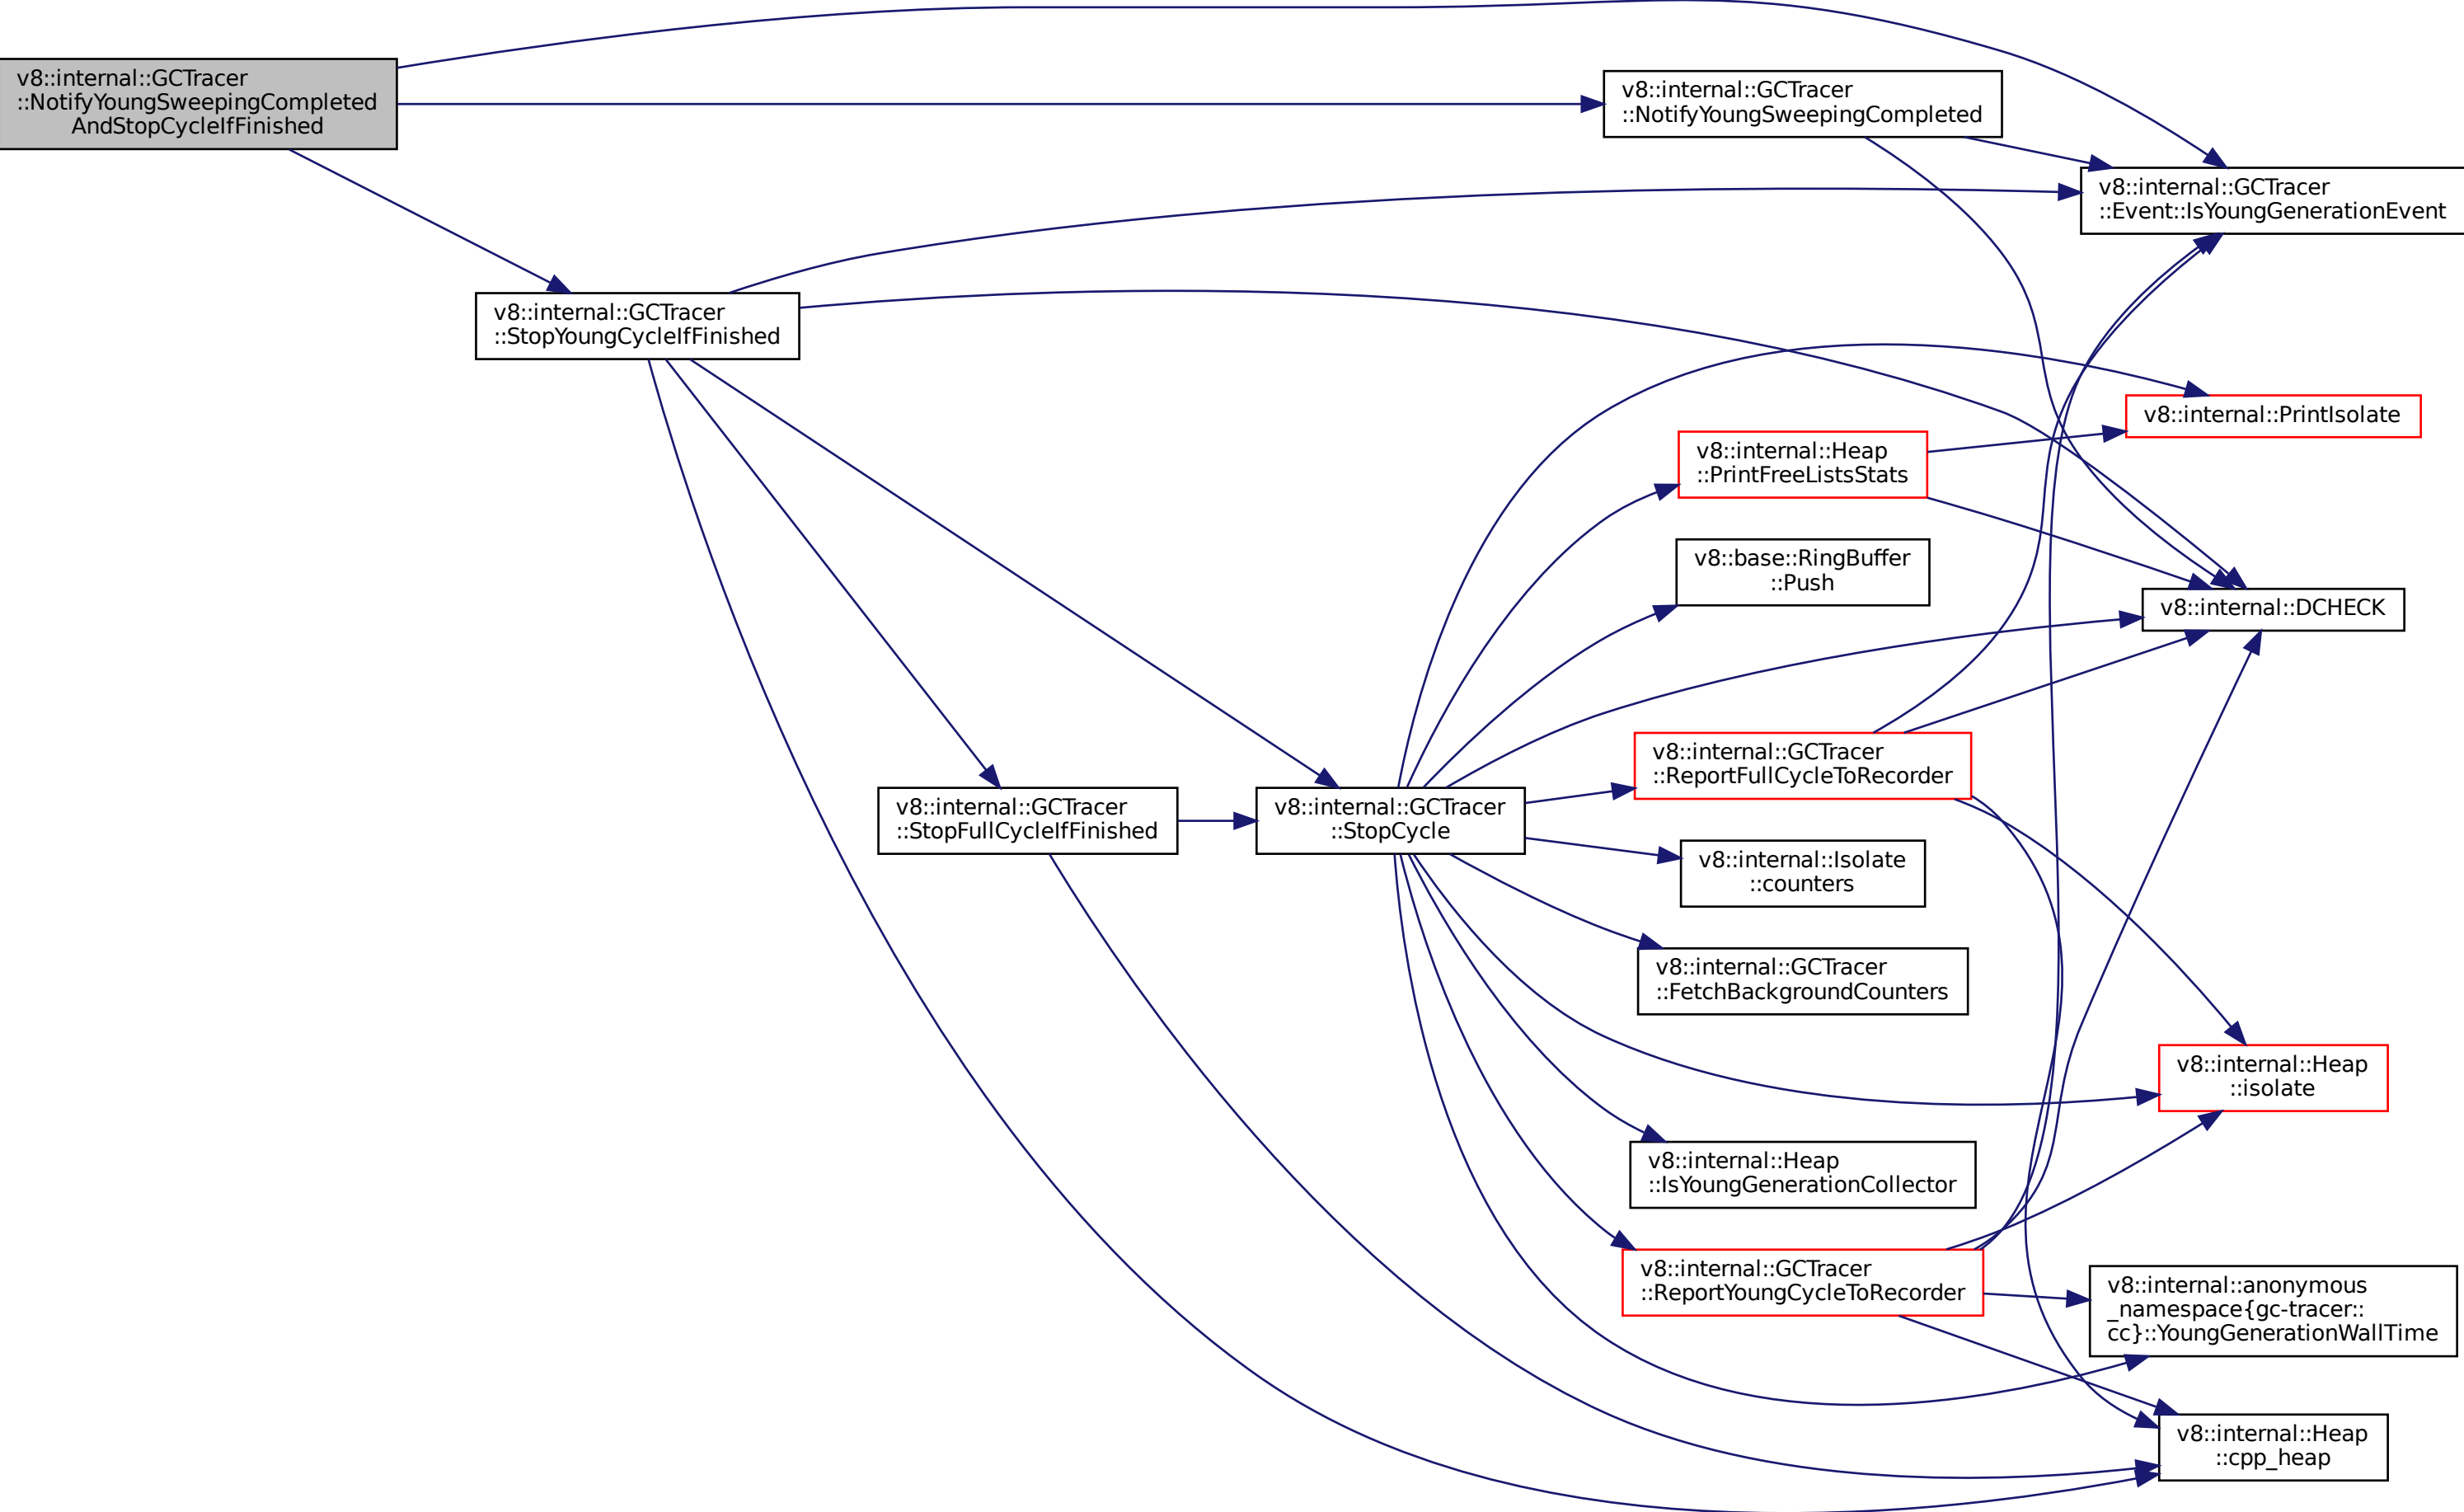 v8::internal::GCTracer
::NotifyYoungSweepingCompleted
AndStopCycleIfFinished
v8::internal::GCTracer
::NotifyYoungSweepingCompleted
v8::internal::GCTracer
::Event::IsYoungGenerationEvent
v8::internal::GCTracer
::StopYoungCycleIfFinished
v8::internal::PrintIsolate
v8::internal::Heap
::PrintFreeListsStats
v8::base::RingBuffer
::Push
v8::internal::DCHECK
v8::internal::GCTracer
::ReportFullCycleToRecorder
v8::internal::GCTracer
::StopFullCycleIfFinished
v8::internal::GCTracer
::StopCycle
v8::internal::Isolate
::counters
v8::internal::GCTracer
::FetchBackgroundCounters
v8::internal::Heap
::isolate
v8::internal::Heap
::IsYoungGenerationCollector
v8::internal::GCTracer
::ReportYoungCycleToRecorder
v8::internal::anonymous
_namespace{gc-tracer::
cc}::YoungGenerationWallTime
v8::internal::Heap
::cpp_heap